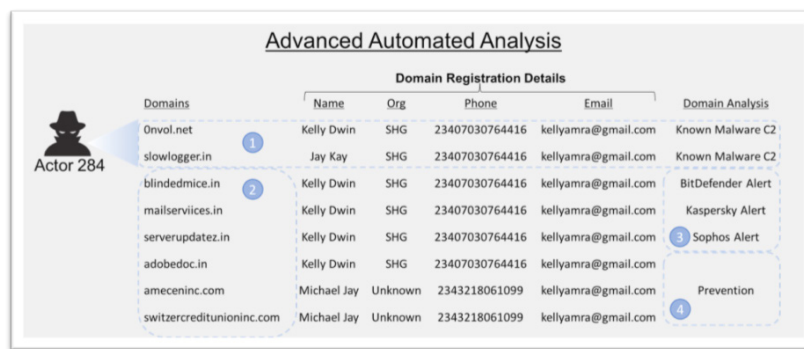 Advanced Automated Analysis
Domain Registration Details
Domains Name Org Phone Email Domain Analysis
0nvol.net Kelly Dwin SHG 23407030764416 kellyamra@gmail.com Known Malware C2
1
slowlogger.in Jay Kay SHG 23407030764416 kellyamra@gmail.com Known Malware C2
Actor 284
blindedmice.in 2 Kelly Dwin SHG 23407030764416 kellyamra@gmail.com BitDefender Alert
mailserviices.in Kelly Dwin SHG 23407030764416 kellyamra@gmail.com Kaspersky Alert
serverupdatez.in Kelly Dwin SHG 23407030764416 kellyamra@gmail.com 3 Sophos Alert
adobedoc.in Kelly Dwin SHG 23407030764416 kellyamra@gmail.com
ameceninc.com Michael Jay Unknown 2343218061099 kellyamra@gmail.com Prevention
4
switzercreditunioninc.com Michael Jay Unknown 2343218061099 kellyamra@gmail.com